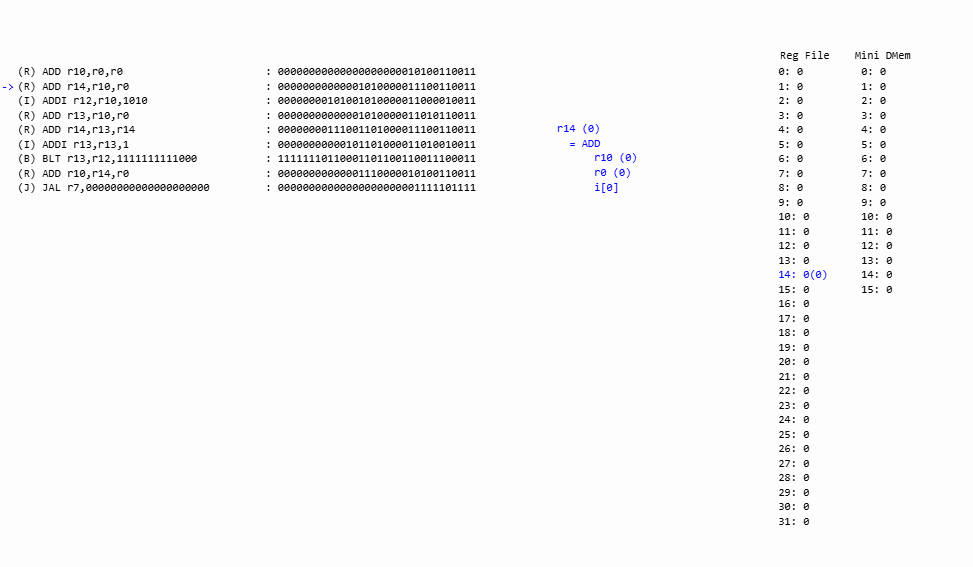 Reg File Mini DMem
(R) ADD r10,r0,r0 : 00000000000000000000010100110011 0: 0 0: 0
-> (R) ADD r14,r10,r0 : 00000000000001010000011100110011 1: 0 1: 0
(I) ADDI r12,r10,1010 : 00000000101001010000011000010011 2: 0 2: 0
(R) ADD r13,r10,r0 : 00000000000001010000011010110011 3: 0 3: 0
(R) ADD r14,r13,r14 : 00000000111001101000011100110011 r14 (0) 4: 0 4: 0
(I) ADDI r13,r13,1 : 00000000000101101000011010010011 = ADD 5: 0 5: 0
(B) BLT r13,r12,1111111111000 : 11111110110001101100110011100011 r10 (0) 6: 0 6: 0
(R) ADD r10,r14,r0 : 00000000000001110000010100110011 r0 (0) 7: 0 7: 0
(J) JAL r7,00000000000000000000 : 00000000000000000000001111101111 i[0] 8: 0 8: 0
9: 0 9: 0
10: 0 10: 0
11: 0 11: 0
12: 0 12: 0
13: 0 13: 0
14: 0(0) 14: 0
15: 0 15: 0
16: 0
17: 0
18: 0
19: 0
20: 0
21: 0
22: 0
23: 0
24: 0
25: 0
26: 0
27: 0
28: 0
29: 0
30: 0
31: 0